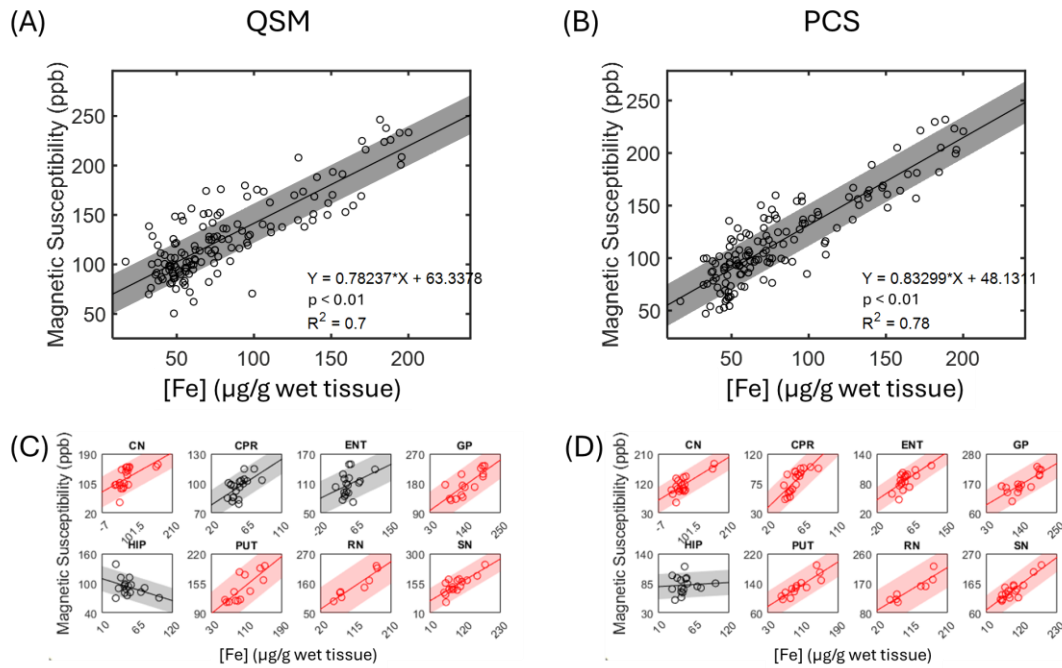 (A)
QSM
Magnetic Susceptibility (ppb)
250
200
150
100
50
Y = 0.78237*X + 63.3378
p < 0.01
R² = 0.7
50 100 150 200
[Fe] (µg/g wet tissue)
(B)
PCS
Magnetic Susceptibility (ppb)
250
200
150
100
50
Y = 0.83299*X + 48.1311
p < 0.01
R² = 0.78
50 100 150 200
[Fe] (µg/g wet tissue)
(C)
Magnetic Susceptibility (ppb)
CN
190
105
20
-7 101.5 210
CPR
130
100
70
20 65 110
ENT
160
110
50
-20 65 150
GP
270
180
90
30 140 250
HIP
160
100
40
10 65 120
PUT
220
155
90
30 110 190
RN
270
150
40
20 115 210
SN
300
155
10
10 120 230
[Fe] (µg/g wet tissue)
(D)
Magnetic Susceptibility (ppb)
CN
210
120
30
-7 101.5 210
CPR
120
75
30
20 65 110
ENT
140
90
40
-20 65 150
GP
280
170
60
30 140 250
HIP
140
85
30
10 65 120
PUT
220
140
60
30 110 190
RN
260
170
90
20 115 210
SN
265
165
60
10 120 230
[Fe] (µg/g wet tissue)